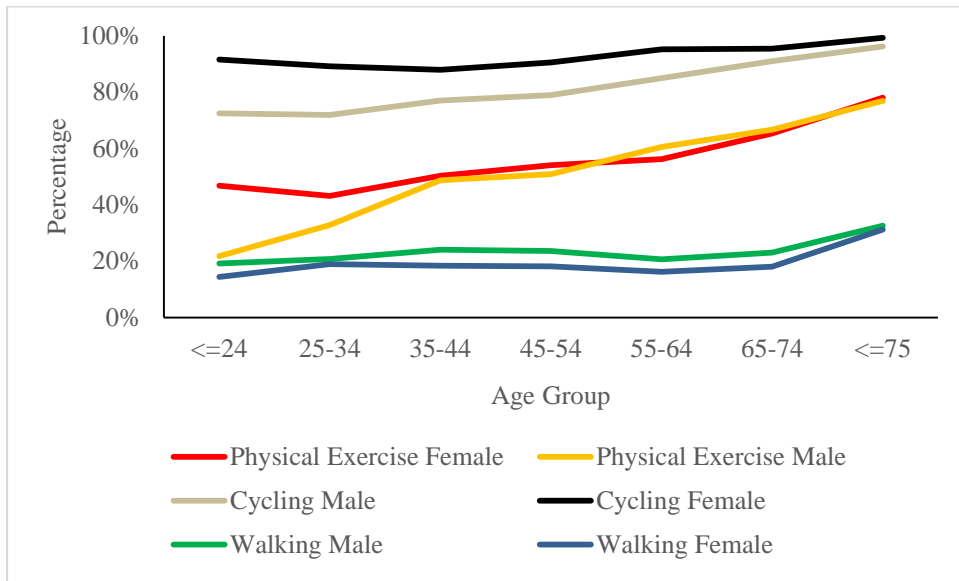 100%
80%
60%
40%
20%
0%
Percentage
<=24 25-34 35-44 45-54 55-64 65-74 <=75
Age Group
Physical Exercise Female Physical Exercise Male
Cycling Male Cycling Female
Walking Male Walking Female